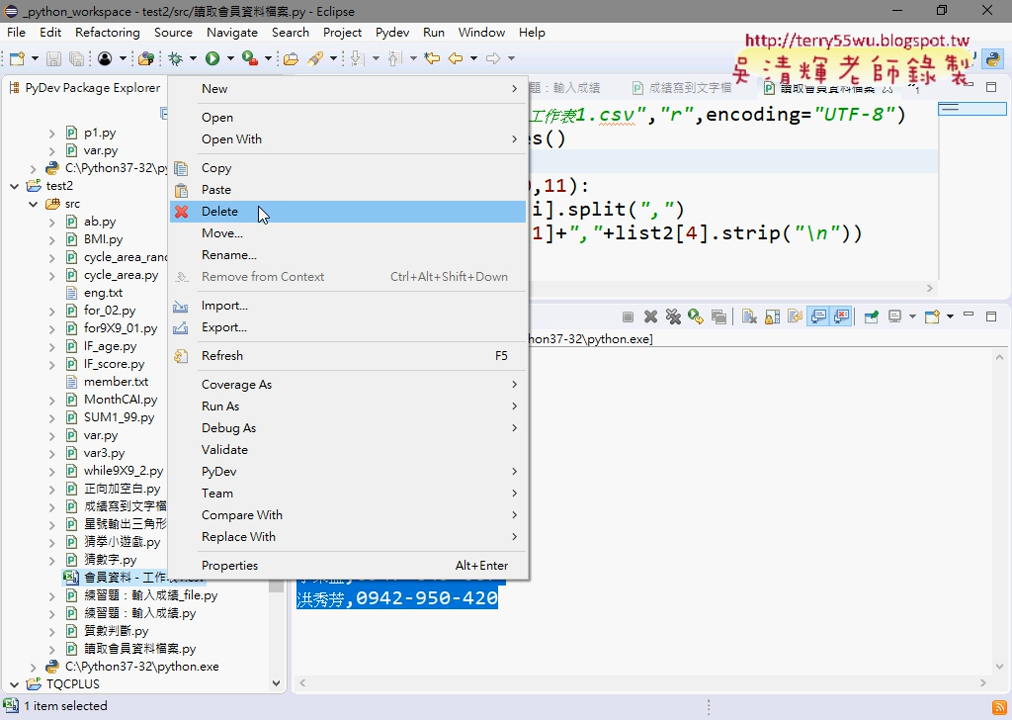 _python_workspace - test2/src/讀取會員資料檔案.py - Eclipse
File Edit Refactoring Source Navigate Search Project Pydev Run Window Help
http://terry55wu.blogspot.tw
吳清輝老師錄製
PyDev Package Explorer
題：輸入成績
成績寫到文字檔
讀取會員資料檔案
p1.py
var.py
C:\Python37-32\py
test2
src
ab.py
BMI.py
cycle_area_rand
cycle_area.py
eng.txt
for_02.py
for9X9_01.py
IF_age.py
IF_score.py
member.txt
MonthCAI.py
SUM1_99.py
var.py
var3.py
while9X9_2.py
正向加空白.py
成績寫到文字檔
星號輸出三角形
猜拳小遊戲.py
猜數字.py
會員資料 - 工作
練習題：輸入成績_file.py
練習題：輸入成績.py
質數判斷.py
讀取會員資料檔案.py
C:\Python37-32\python.exe
TQCPLUS
1 item selected
New
Open
Open With
Copy
Paste
Delete
Move...
Rename...
Remove from Context Ctrl+Alt+Shift+Down
Import...
Export...
Refresh F5
Coverage As
Run As
Debug As
Validate
PyDev
Team
Compare With
Replace With
Properties Alt+Enter
工作表1.csv","r",encoding="UTF-8")
s()
,11):
i].split(",")
1]+","+list2[4].strip("\n"))
hon37-32\python.exe]
洪秀芳,0942-950-420